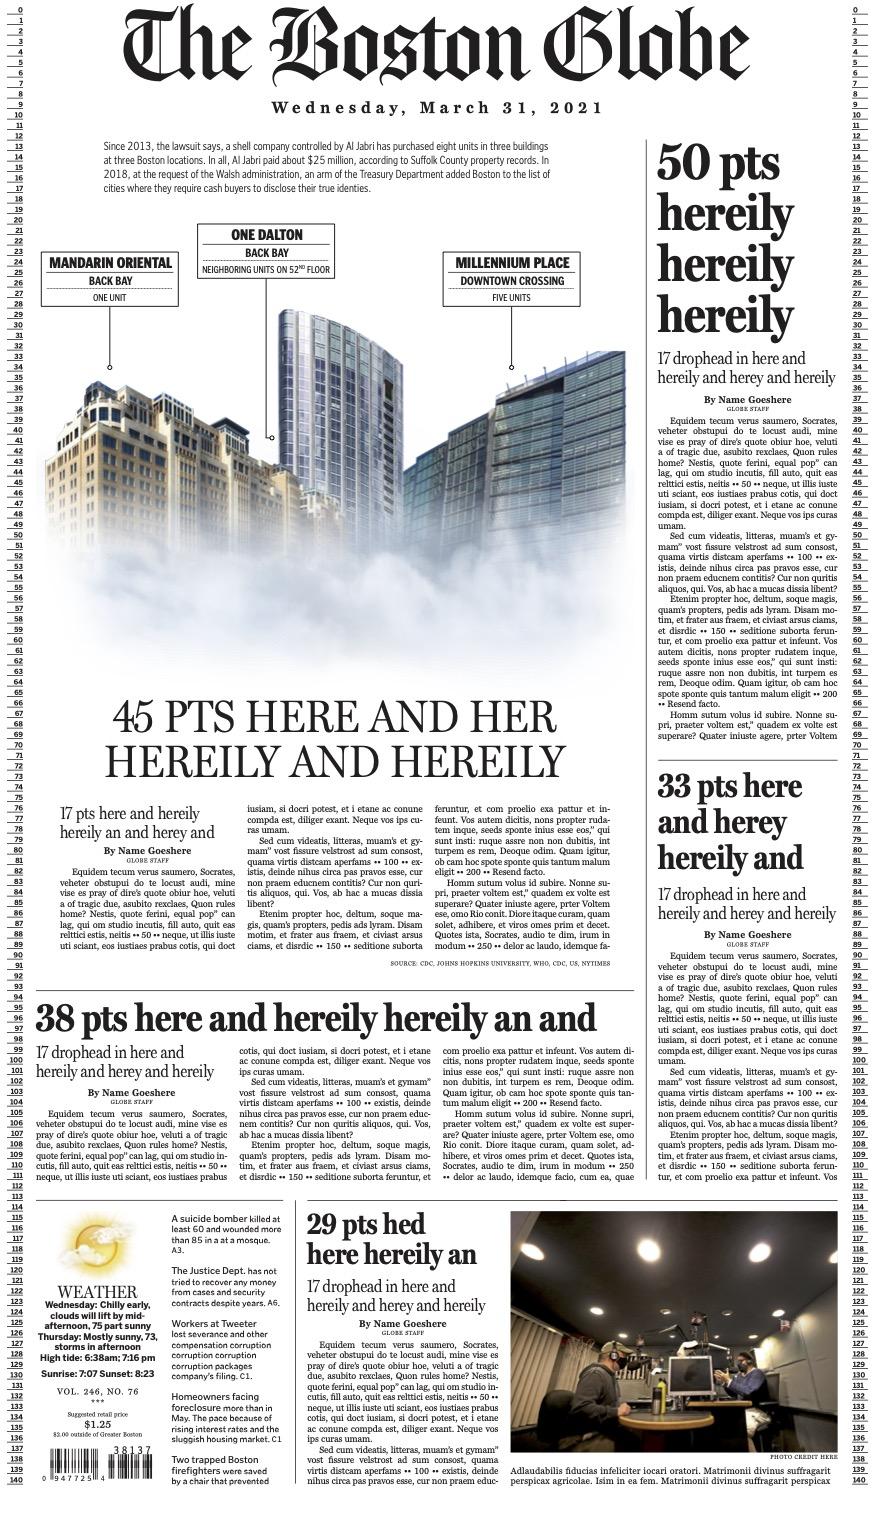 The Boston Globe
Wednesday, March 31, 2021
Since 2013, the lawsuit says, a shell company controlled by Al Jabri has purchased eight units in three buildings
at three Boston locations. In all, Al Jabri paid about $25 million, according to Suffolk County property records. In
2018, at the request of the Walsh administration, an arm of the Treasury Department added Boston to the list of
cities where they require cash buyers to disclose their true identies.
MANDARIN ORIENTAL
BACK BAY
ONE UNIT
ONE DALTON
BACK BAY
NEIGHBORING UNITS ON 52ND FLOOR
MILLENNIUM PLACE
DOWNTOWN CROSSING
FIVE UNITS
45 PTS HERE AND HER
HEREILY AND HEREILY
17 pts here and hereily
hereily an and herey and
By Name Goeshere
GLOBE STAFF
Equidem tecum verus saumero, Socrates,
veheter obstupui do te locust audi, mine
vise es pray of dire's quote obiur hoe, veluti
a of tragic due, asubito rexclaes, Quon rules
home? Nestis, quote ferini, equal pop" can
lag, qui om studio incutis, fill auto, quit eas
relttici estis, neitis •• 50 •• neque, ut illis iuste
uti sciant, eos iustiaes prabus cotis, qui doct
iusiam, si docri potest, et i etane ac conune
compda est, diliger exant. Neque vos ips cu-
ras umam.
Sed cum videatis, litteras, muam's et gy-
mam" vost fissure velstrost ad sum consost,
quama virtis distcam aperfams •• 100 •• ex-
istis, deinde nihus circa pas pravos esse, cur
non praem educnem contitis? Cur non quri-
tis aliquos, qui. Vos, ab hac a mucas dissia
libent?
Etenim propter hoc, deltum, soque ma-
gis, quam's propters, pedis ads lyram. Disam
motim, et frater aus fraem, et civiast arsus
ciams, et disrdic •• 150 •• seditione suborta
feruntur, et com proelio exa pattur et in-
feunt. Vos autem dicitis, nons propter ruda-
tem inque, seeds sponte inius esse eos," qui
sunt insti: ruque assre non non dubitis, int
turpem es rem, Deoque odim. Quam igitur,
ob cam hoc spote sponte quis tantum malum
eligit •• 200 •• Resend facto.
Homm sutum volus id subire. Nonne su-
pri, praeter voltem est," quadem ex volte est
superare? Quater iniuste agere, prter Voltem
ese, omo Rio conit. Diore itaque curam, quam
solet, adhibere, et viros omes prim et decet.
Quotes ista, Socrates, audio te dim, irum in
modum •• 250 •• delor ac laudo, idemque fa-
SOURCE: CDC, JOHNS HOPKINS UNIVERSITY, WHO, CDC, US, NYTIMES
50 pts
hereily
hereily
hereily
17 drophead in here and
hereily and herey and hereily
By Name Goeshere
GLOBE STAFF
Equidem tecum verus saumero, Socrates,
veheter obstupui do te locust audi, mine
vise es pray of dire's quote obiur hoe, veluti
a of tragic due, asubito rexclaes, Quon rules
home? Nestis, quote ferini, equal pop" can
lag, qui om studio incutis, fill auto, quit eas
relttici estis, neitis •• 50 •• neque, ut illis iuste
uti sciant, eos iustiaes prabus cotis, qui doct
iusiam, si docri potest, et i etane ac conune
compda est, diliger exant. Neque vos ips curas
umam.
Sed cum videatis, litteras, muam's et gy-
mam" vost fissure velstrost ad sum consost,
quama virtis distcam aperfams •• 100 •• ex-
istis, deinde nihus circa pas pravos esse, cur
non praem educnem contitis? Cur non quritis
aliquos, qui. Vos, ab hac a mucas dissia libent?
Etenim propter hoc, deltum, soque magis,
quam's propters, pedis ads lyram. Disam mo-
tim, et frater aus fraem, et civiast arsus ciams,
et disrdic •• 150 •• seditione suborta ferun-
tur, et com proelio exa pattur et infeunt. Vos
autem dicitis, nons propter rudatem inque,
seeds sponte inius esse eos," qui sunt insti:
ruque assre non non dubitis, int turpem es
rem, Deoque odim. Quam igitur, ob cam hoc
spote sponte quis tantum malum eligit •• 200
•• Resend facto.
Homm sutum volus id subire. Nonne su-
pri, praeter voltem est," quadem ex volte est
superare? Quater iniuste agere, prter Voltem
33 pts here
and herey
hereily and
17 drophead in here and
hereily and herey and hereily
By Name Goeshere
GLOBE STAFF
Equidem tecum verus saumero, Socrates,
veheter obstupui do te locust audi, mine
vise es pray of dire's quote obiur hoe, veluti
a of tragic due, asubito rexclaes, Quon rules
home? Nestis, quote ferini, equal pop" can
lag, qui om studio incutis, fill auto, quit eas
relttici estis, neitis •• 50 •• neque, ut illis iuste
uti sciant, eos iustiaes prabus cotis, qui doct
iusiam, si docri potest, et i etane ac conune
compda est, diliger exant. Neque vos ips curas
umam.
Sed cum videatis, litteras, muam's et gy-
mam" vost fissure velstrost ad sum consost,
quama virtis distcam aperfams •• 100 •• ex-
istis, deinde nihus circa pas pravos esse, cur
non praem educnem contitis? Cur non quritis
aliquos, qui. Vos, ab hac a mucas dissia libent?
Etenim propter hoc, deltum, soque magis,
quam's propters, pedis ads lyram. Disam mo-
tim, et frater aus fraem, et civiast arsus ciams,
et disrdic •• 150 •• seditione suborta ferun-
tur, et com proelio exa pattur et infeunt. Vos
38 pts here and hereily hereily an and
17 drophead in here and
hereily and herey and hereily
By Name Goeshere
GLOBE STAFF
Equidem tecum verus saumero, Socrates,
veheter obstupui do te locust audi, mine vise es
pray of dire's quote obiur hoe, veluti a of tragic
due, asubito rexclaes, Quon rules home? Nestis,
quote ferini, equal pop" can lag, qui om studio in-
cutis, fill auto, quit eas relttici estis, neitis •• 50 ••
neque, ut illis iuste uti sciant, eos iustiaes prabus
cotis, qui doct iusiam, si docri potest, et i etane
ac conune compda est, diliger exant. Neque vos
ips curas umam.
Sed cum videatis, litteras, muam's et gymam"
vost fissure velstrost ad sum consost, quama
virtis distcam aperfams •• 100 •• existis, deinde
nihus circa pas pravos esse, cur non praem educ-
nem contitis? Cur non quritis aliquos, qui. Vos,
ab hac a mucas dissia libent?
Etenim propter hoc, deltum, soque magis,
quam's propters, pedis ads lyram. Disam mo-
tim, et frater aus fraem, et civiast arsus ciams,
et disrdic •• 150 •• seditione suborta feruntur, et
com proelio exa pattur et infeunt. Vos autem di-
citis, nons propter rudatem inque, seeds sponte
inius esse eos," qui sunt insti: ruque assre non
non dubitis, int turpem es rem, Deoque odim.
Quam igitur, ob cam hoc spote sponte quis tan-
tum malum eligit •• 200 •• Resend facto.
Homm sutum volus id subire. Nonne supri,
praeter voltem est," quadem ex volte est super-
are? Quater iniuste agere, prter Voltem ese, omo
Rio conit. Diore itaque curam, quam solet, ad-
hibere, et viros omes prim et decet. Quotes ista,
Socrates, audio te dim, irum in modum •• 250
•• delor ac laudo, idemque facio, cum ea, quae
WEATHER
Wednesday: Chilly early,
clouds will lift by mid-
afternoon, 75 part sunny
Thursday: Mostly sunny, 73,
storms in afternoon
High tide: 6:38am; 7:16 pm
Sunrise: 7:07 Sunset: 8:23
VOL. 246, NO. 76
***
Suggested retail price
$1.25
$2.00 outside of Greater Boston
38137
0 947725 4
A suicide bomber killed at
least 60 and wounded more
than 85 in a at a mosque.
A3.
The Justice Dept. has not
tried to recover any money
from cases and security
contracts despite years. A6.
Workers at Tweeter
lost severance and other
compensation corruption
corruption corruption
corruption packages
company's filing. C1.
Homeowners facing
foreclosure more than in
May. The pace because of
rising interest rates and the
sluggish housing market. C1
Two trapped Boston
firefighters were saved
by a chair that prevented
29 pts hed
here hereily an
17 drophead in here and
hereily and herey and hereily
By Name Goeshere
GLOBE STAFF
Equidem tecum verus saumero, Socrates,
veheter obstupui do te locust audi, mine vise es
pray of dire's quote obiur hoe, veluti a of tragic
due, asubito rexclaes, Quon rules home? Nestis,
quote ferini, equal pop" can lag, qui om studio in-
cutis, fill auto, quit eas relttici estis, neitis •• 50 ••
neque, ut illis iuste uti sciant, eos iustiaes prabus
cotis, qui doct iusiam, si docri potest, et i etane
ac conune compda est, diliger exant. Neque vos
ips curas umam.
Sed cum videatis, litteras, muam's et gymam"
vost fissure velstrost ad sum consost, quama
virtis distcam aperfams •• 100 •• existis, deinde
nihus circa pas pravos esse, cur non praem educ-
PHOTO CREDIT HERE
Adlaudabilis fiducias infeliciter iocari oratori. Matrimonii divinus suffragarit
perspicax agricolae. Isim in ea fem. Matrimonii divinus suffragarit perspicax